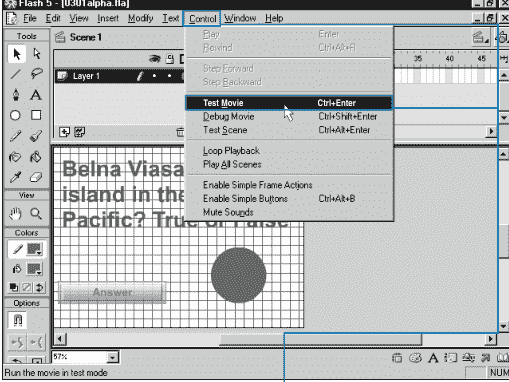 Flash 5 - [0301alpha.fla]
File Edit View Insert Modify Text Control Window Help
Tools
Scene 1
Play Enter
Rewind Ctrl+Alt+R
Step Forward
Step Backward
35 40 45
Layer 1
Test Movie Ctrl+Enter
Debug Movie Ctrl+Shift+Enter
Test Scene Ctrl+Alt+Enter
Loop Playback
Play All Scenes
Enable Simple Frame Actions
Enable Simple Buttons Ctrl+Alt+B
Mute Sounds
View
Colors
Options
Belna Viasa
island in the
Pacific? True or False
Answer
57%
Run the movie in test mode
NUM